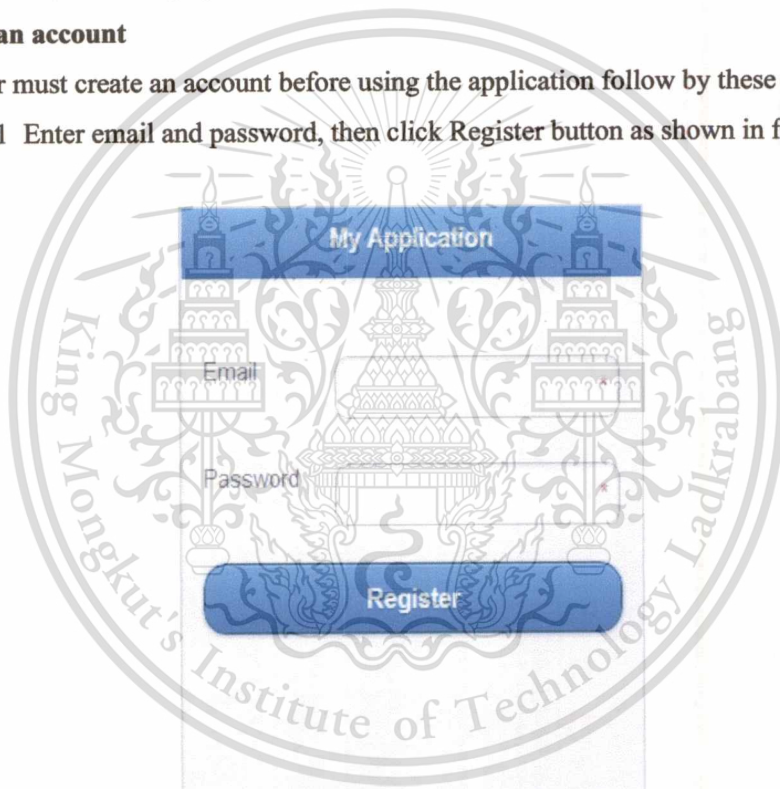 an account
r must create an account before using the application follow by these
1 Enter email and password, then click Register button as shown in f
My Application
Email
*
Password
*
Register
King Mongkut's Institute of Technology Ladkrabang